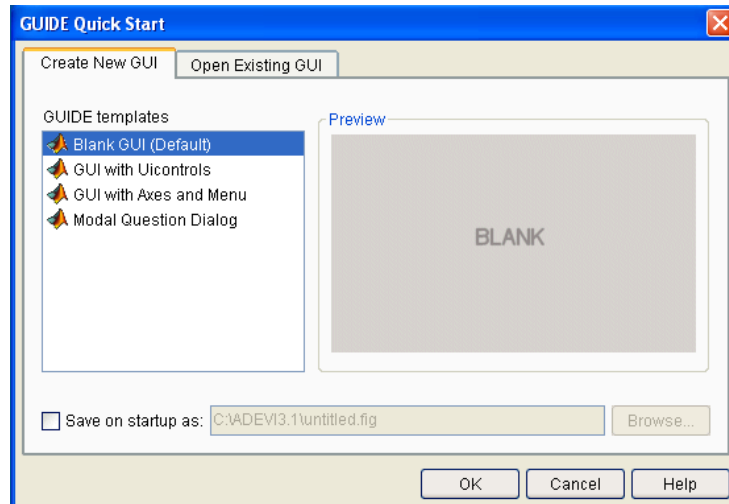 GUIDE Quick Start
Create New GUI
Open Existing GUI
GUIDE templates
Blank GUI (Default)
GUI with Uicontrols
GUI with Axes and Menu
Modal Question Dialog
Preview
BLANK
Save on startup as:
C:\ADEVI3.1\untitled.fig
Browse...
OK
Cancel
Help